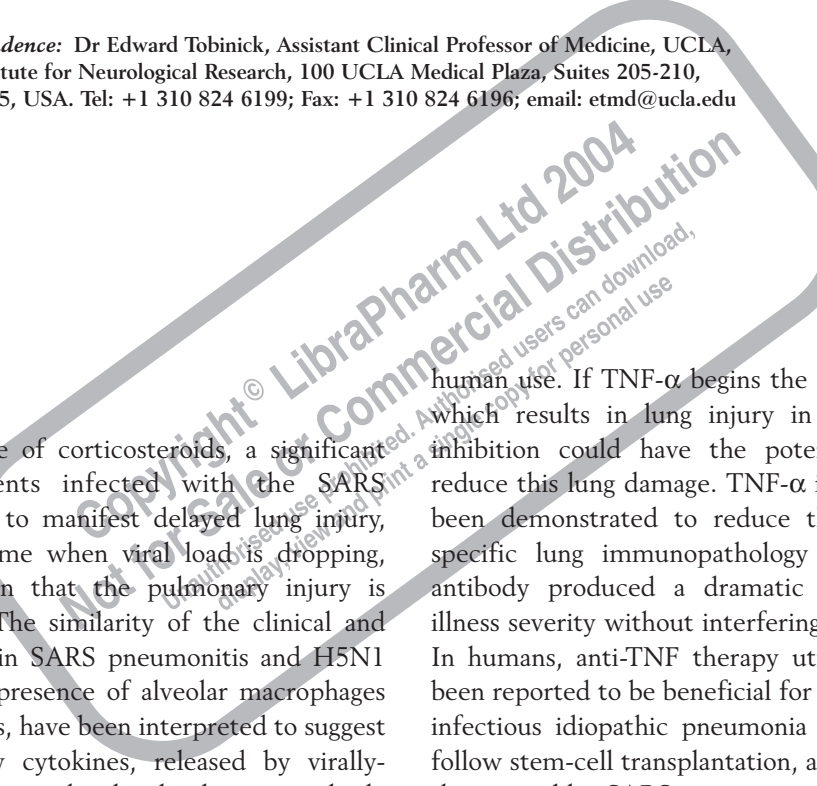 dence: Dr Edward Tobinick, Assistant Clinical Professor of Medicine, UCLA,
tute for Neurological Research, 100 UCLA Medical Plaza, Suites 205-210,
5, USA. Tel: +1 310 824 6199; Fax: +1 310 824 6196; email: etmd@ucla.edu
Copyright © LibraPharm Ltd 2004
Not for Sale or Commercial Distribution
Unauthorised use prohibited. Authorised users can download,
display, view and print a single copy for personal use
e of corticosteroids, a significant
ents infected with the SARS
to manifest delayed lung injury,
me when viral load is dropping,
n that the pulmonary injury is
The similarity of the clinical and
in SARS pneumonitis and H5N1
presence of alveolar macrophages
s, have been interpreted to suggest
y cytokines, released by virally-
human use. If TNF-α begins the
which results in lung injury in
inhibition could have the poten
reduce this lung damage. TNF-α i
been demonstrated to reduce th
specific lung immunopathology
antibody produced a dramatic
illness severity without interfering
In humans, anti-TNF therapy ut
been reported to be beneficial for
infectious idiopathic pneumonia
follow stem-cell transplantation, a